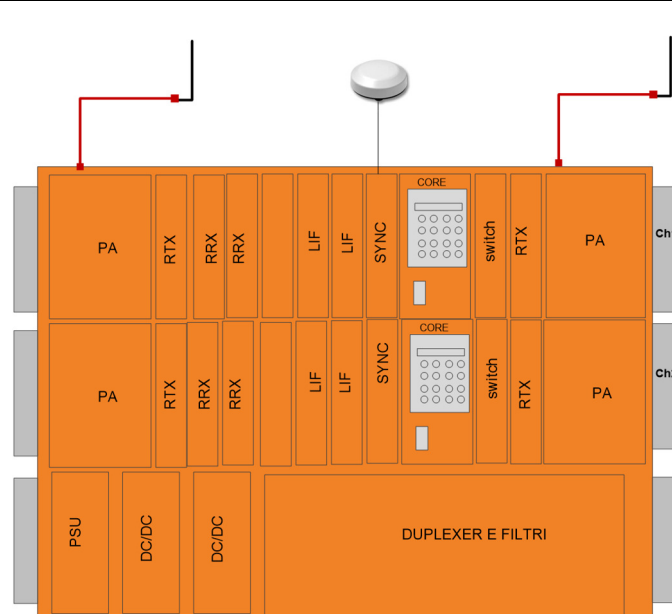 CORE
PA
RTX
RRX
RRX
LIF
LIF
SYNC
switch
RTX
PA
CORE
PA
RTX
RRX
RRX
LIF
LIF
SYNC
switch
RTX
PA
PSU
DC/DC
DC/DC
DUPLEXER E FILTRI